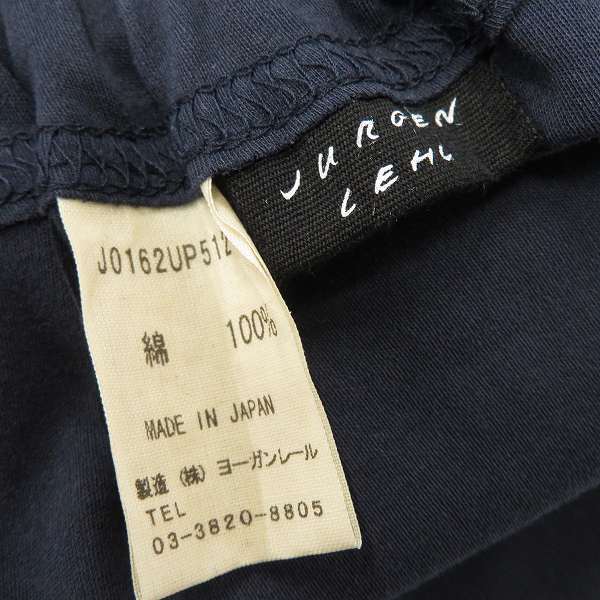 JURGEN
LEHL
J0162UP512
綿 100%
MADE IN JAPAN
製造 (株) ヨーガンレール
TEL
03-3820-8805